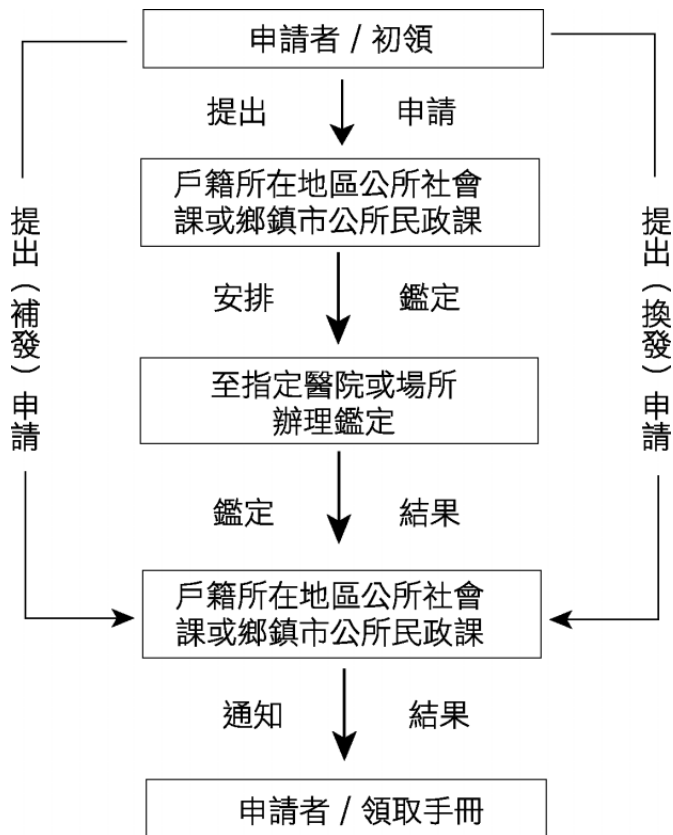 申請者 / 初領
提出 申請
戶籍所在地區公所社會
課或鄉鎮市公所民政課
安排 鑑定
至指定醫院或場所
辦理鑑定
鑑定 結果
戶籍所在地區公所社會
課或鄉鎮市公所民政課
通知 結果
申請者 / 領取手冊
提出（補發）申請
提出（換發）申請